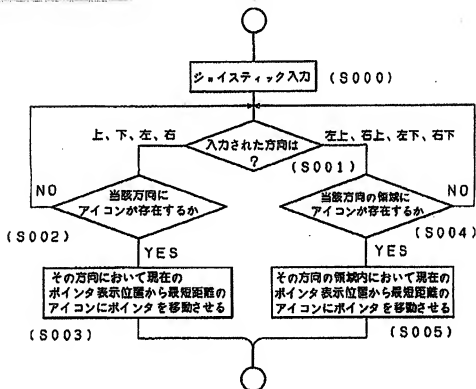 ジョイスティック入力
(S000)
上、下、左、右
入力された方向は
?
左上、右上、左下、右下
(S001)
NO
当該方向に
アイコンが存在するか
(S002)
当該方向の領域に
アイコンが存在するか
NO
(S004)
YES
YES
その方向において現在の
ポインタ表示位置から最短距離の
アイコンにポインタを移動させる
(S003)
その方向の領域内において現在の
ポインタ表示位置から最短距離の
アイコンにポインタを移動させる
(S005)